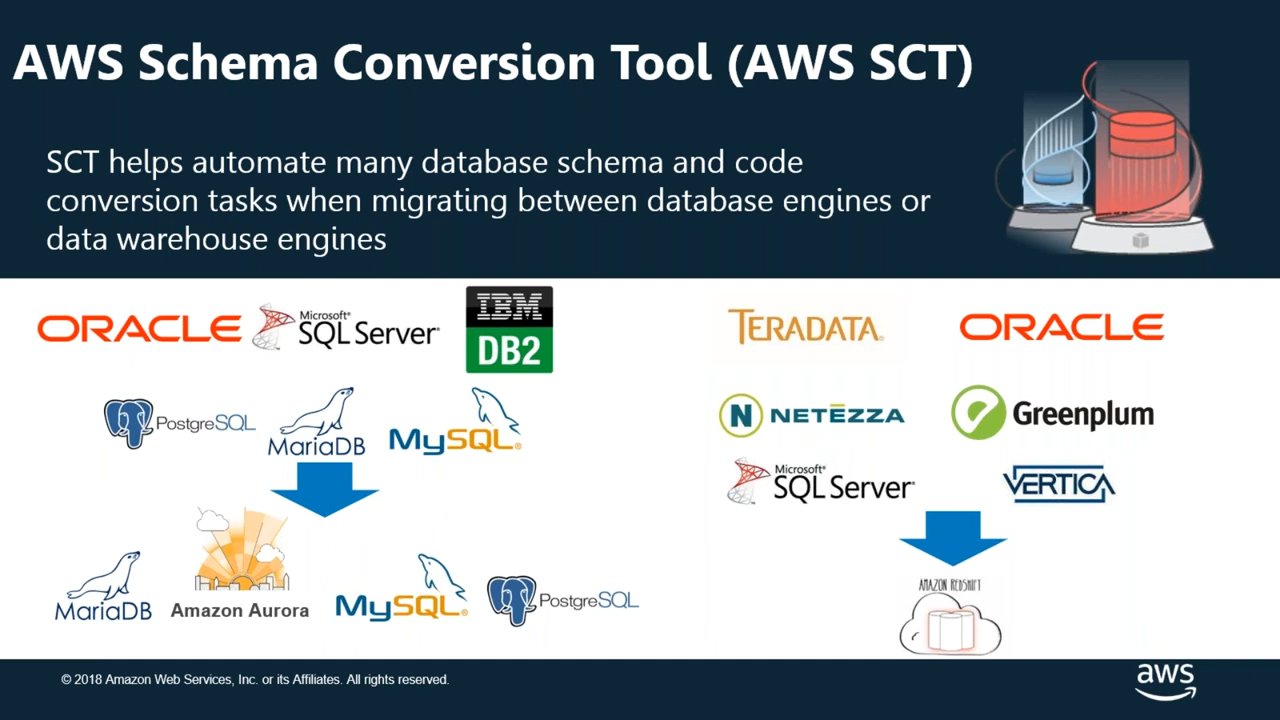 AWS Schema Conversion Tool (AWS SCT)
SCT helps automate many database schema and code
conversion tasks when migrating between database engines or
data warehouse engines
ORACLE
Microsoft®
SQL Server®
IBM
DB2
PostgreSQL
MariaDB
MySQL®
MariaDB
Amazon Aurora
MySQL®
PostgreSQL
TERADATA®
ORACLE
N NETĒZZA
Greenplum
Microsoft®
SQL Server®
VERTICA
AMAZON REDSHIFT
© 2018 Amazon Web Services, Inc. or its Affiliates. All rights reserved.
aws